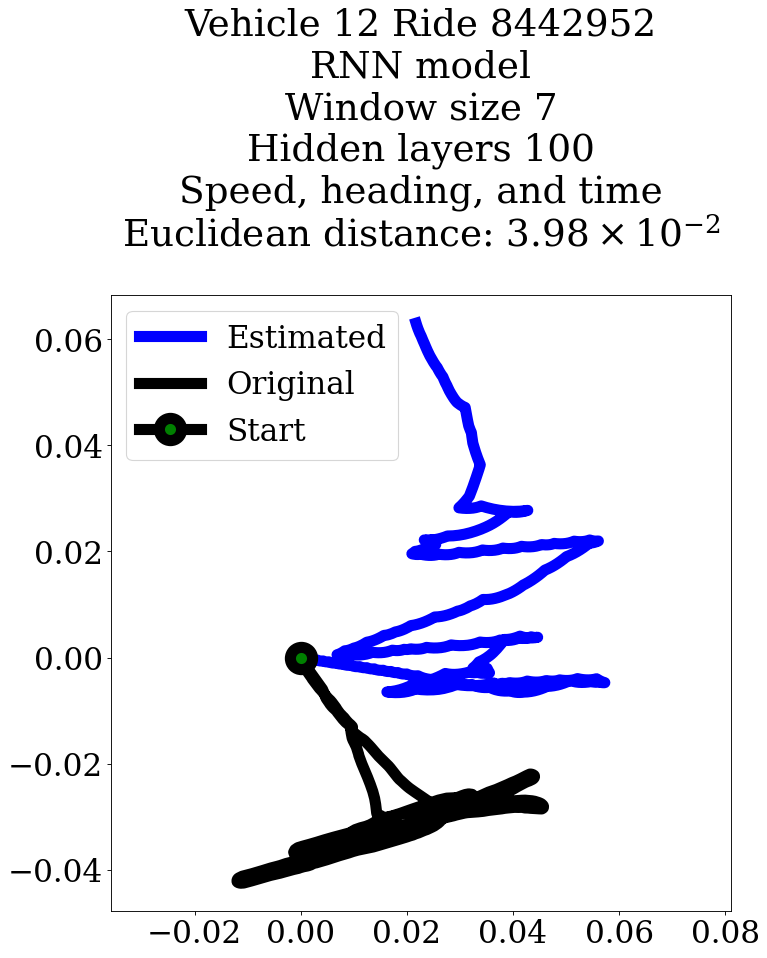 Vehicle 12 Ride 8442952
RNN model
Window size 7
Hidden layers 100
Speed, heading, and time
Euclidean distance: 3.98 × 10⁻²
Estimated
Original
Start
0.06
0.04
0.02
0.00
−0.02
−0.04
−0.02 0.00 0.02 0.04 0.06 0.08